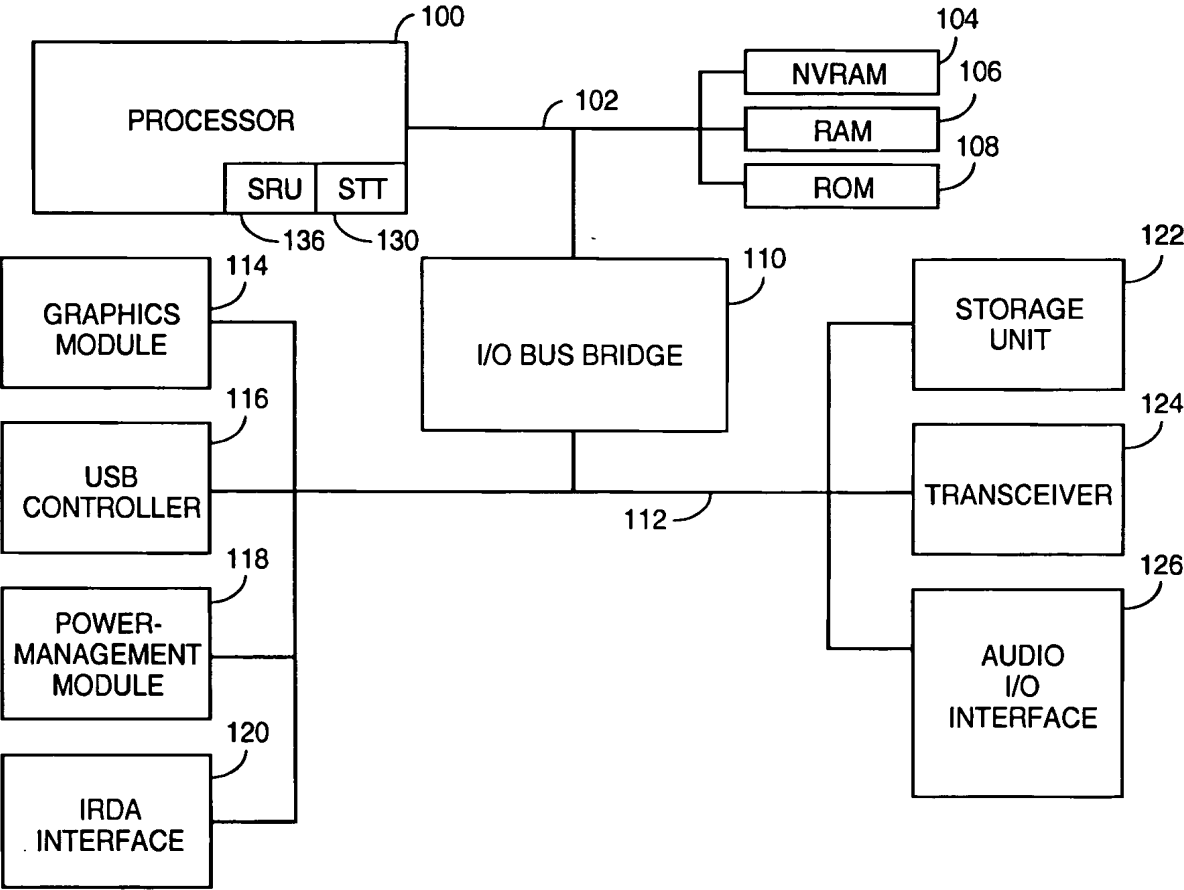 100
PROCESSOR
SRU
STT
136
130
102
NVRAM
104
RAM
106
ROM
108
110
I/O BUS BRIDGE
112
114
GRAPHICS
MODULE
116
USB
CONTROLLER
118
POWER-
MANAGEMENT
MODULE
120
IRDA
INTERFACE
122
STORAGE
UNIT
124
TRANSCEIVER
126
AUDIO
I/O
INTERFACE